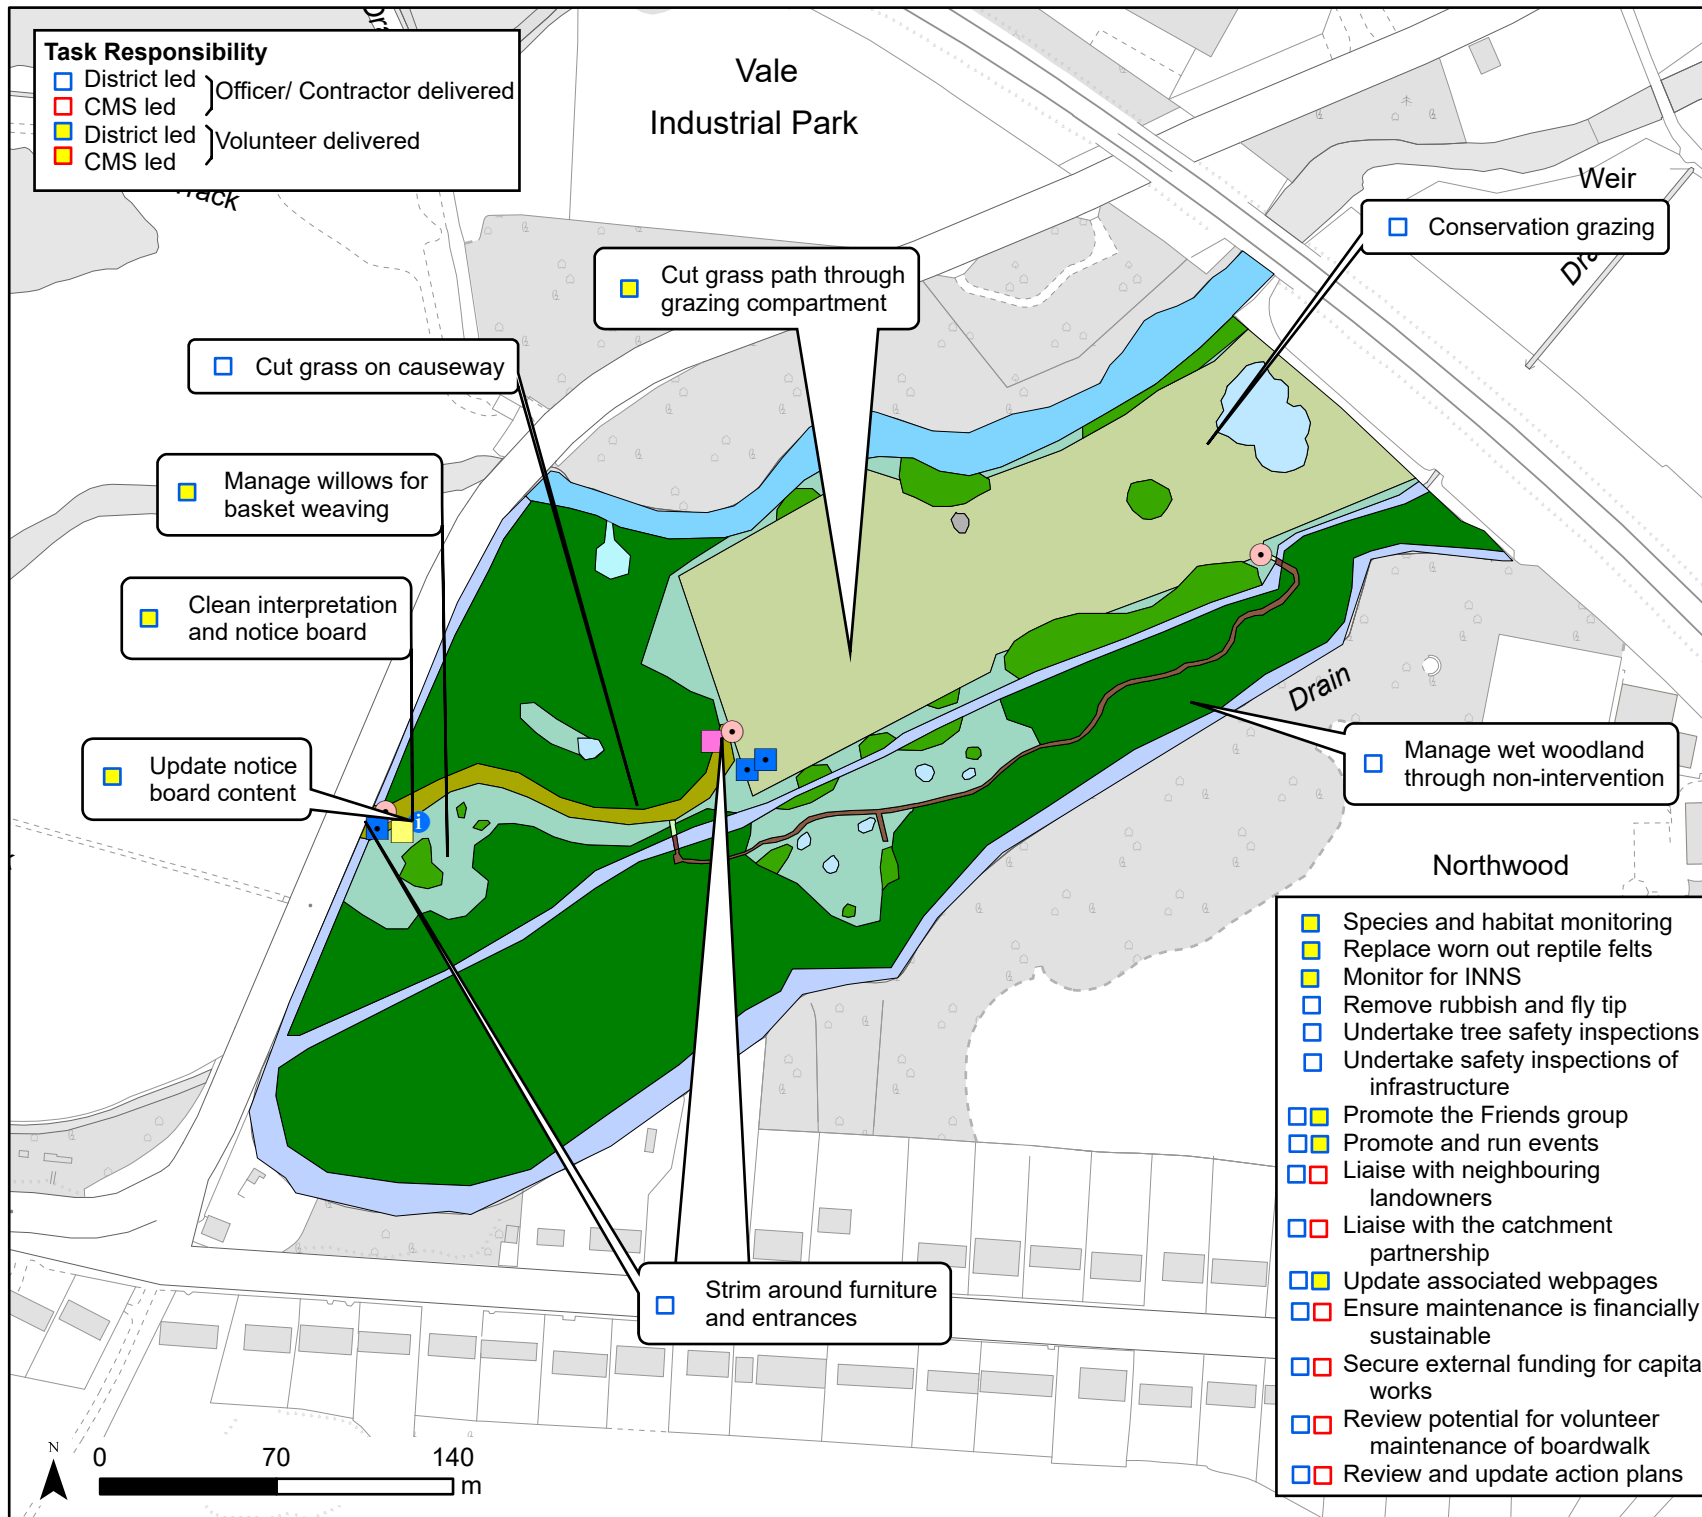 Task Responsibility
District led
CMS led
Officer/ Contractor delivered
District led
CMS led
Volunteer delivered
Vale
Industrial Park
Weir
Conservation grazing
Cut grass path through
grazing compartment
Cut grass on causeway
Manage willows for
basket weaving
Clean interpretation
and notice board
Update notice
board content
i
Drain
Manage wet woodland
through non-intervention
Northwood
Strim around furniture
and entrances
Species and habitat monitoring
Replace worn out reptile felts
Monitor for INNS
Remove rubbish and fly tip
Undertake tree safety inspections
Undertake safety inspections of
infrastructure
Promote the Friends group
Promote and run events
Liaise with neighbouring
landowners
Liaise with the catchment
partnership
Update associated webpages
Ensure maintenance is financially
sustainable
Secure external funding for capita
works
Review potential for volunteer
maintenance of boardwalk
Review and update action plans
N
0 70 140
m